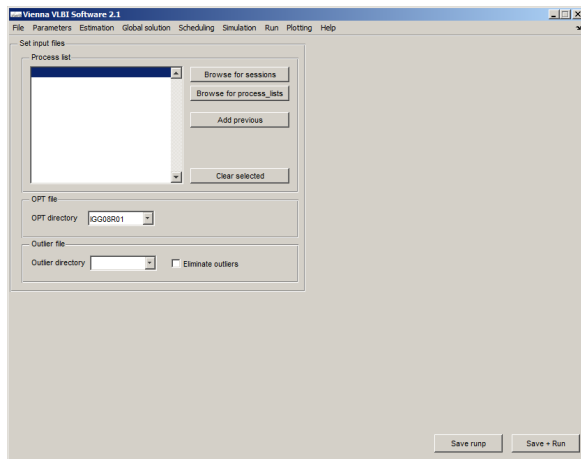 Vienna VLBI Software 2.1
File Parameters Estimation Global solution Scheduling Simulation Run Plotting Help
Set input files
Process list
Browse for sessions
Browse for process_lists
Add previous
Clear selected
OPT file
OPT directory IGG08R01
Outlier file
Outlier directory Eliminate outliers
Save runp Save + Run